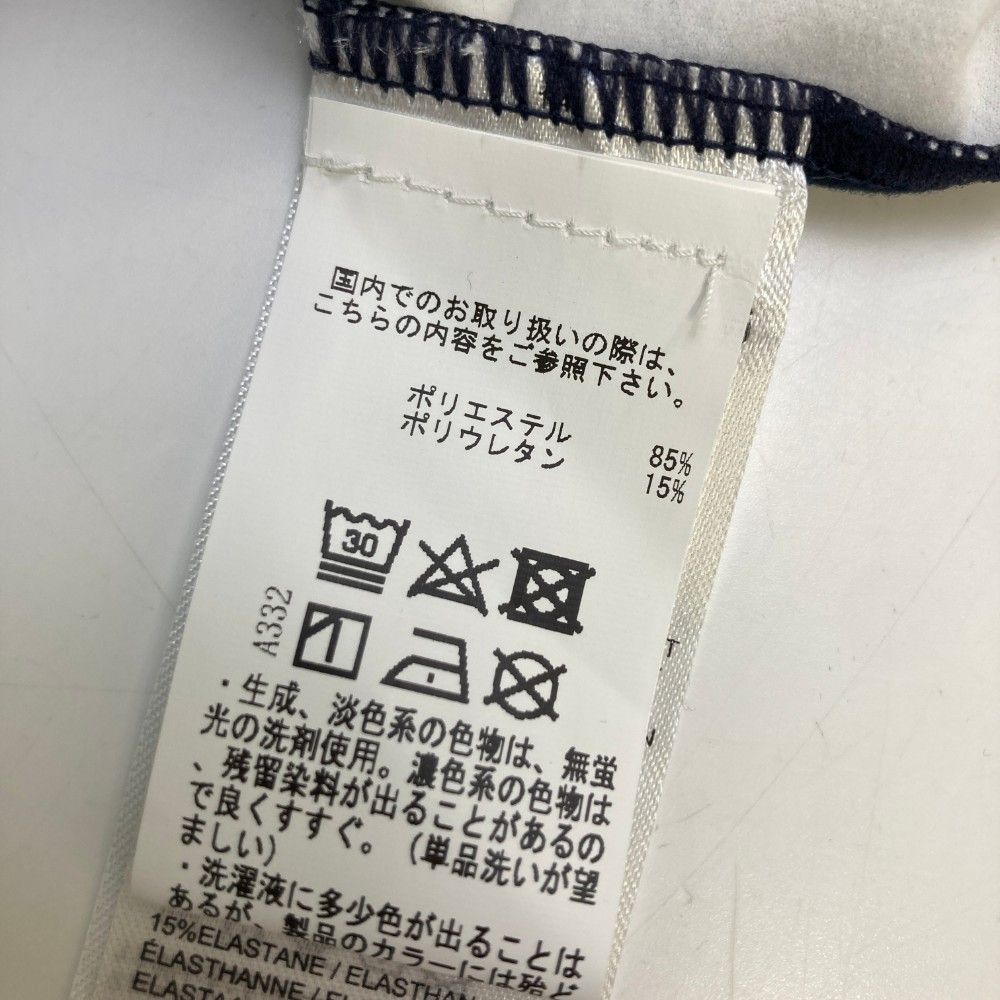 国内でのお取り扱いの際は、
こちらの内容をご参照下さい。
ポリエステル 85%
ポリウレタン 15%
30
A332
・生成、淡色系の色物は、無蛍
光の洗剤使用。濃色系の色物は
、残留染料が出ることがあるの
で良くすすぐ。(単品洗いが望
ましい)
・洗濯液に多少色が出ることは
あるが、製品のカラーには殆ど
15%ELASTANE / ELASTHAN
ÉLASTHANNE / EL
ELASTA
T